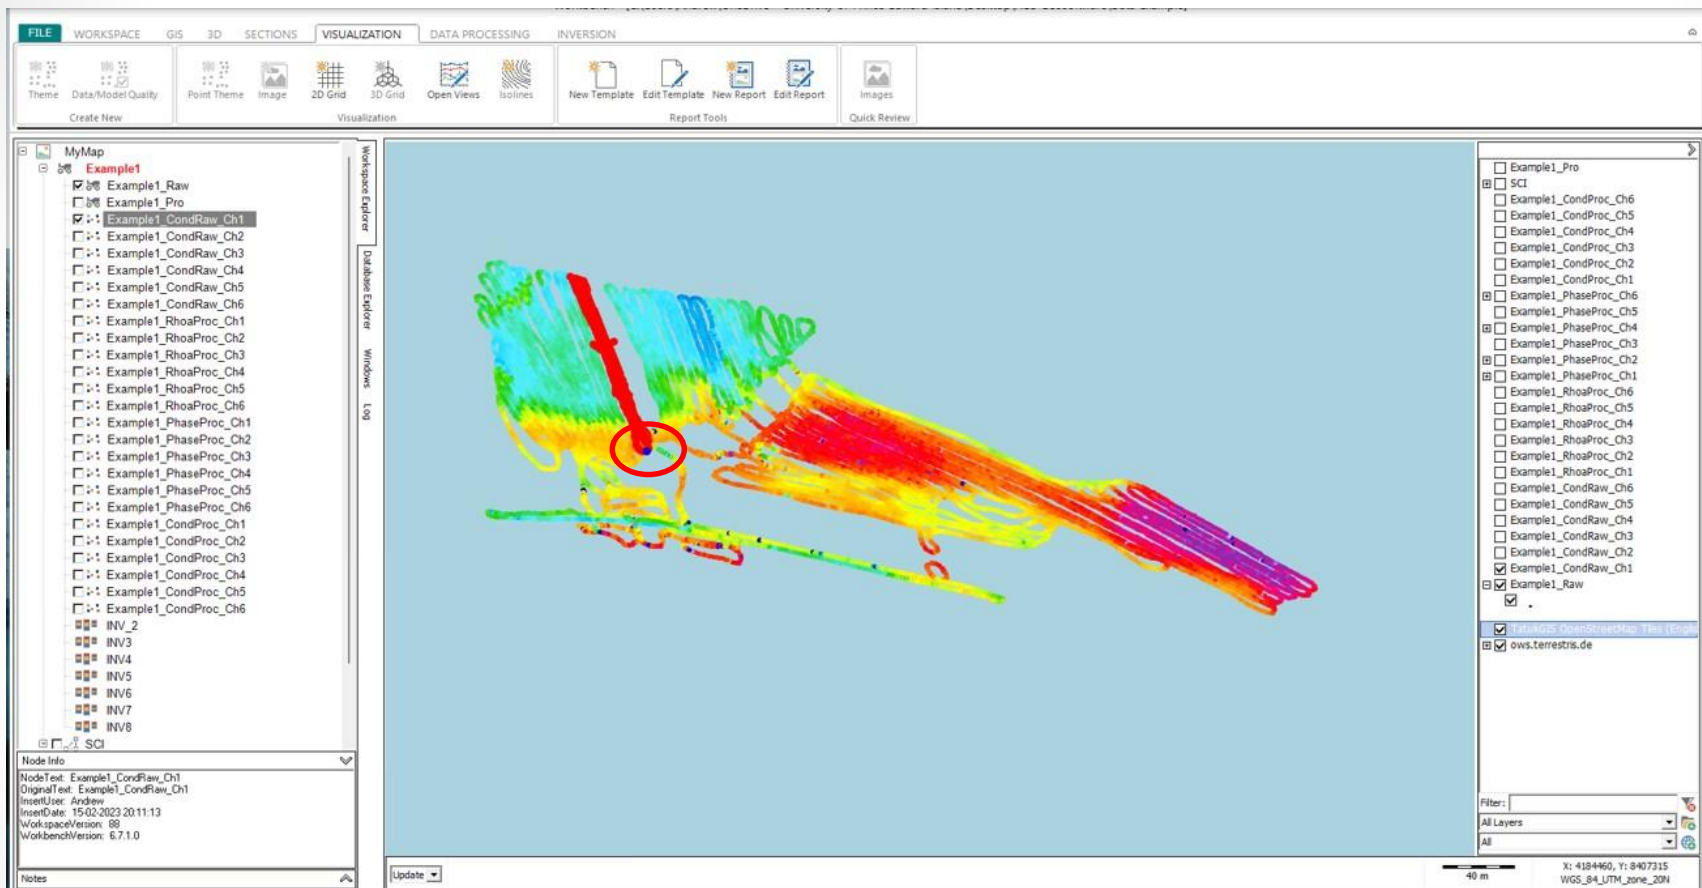 FILE WORKSPACE GIS 3D SECTIONS VISUALIZATION DATA PROCESSING INVERSION
Theme Data/Model Quality Point Theme Image 2D Grid 3D Grid Open Views Isolines New Template Edit Template New Report Edit Report Images
Create New Visualization Report Tools Quick Review
MyMap
Example1
Example1_Raw
Example1_Pro
Example1_CondRaw_Ch1
Example1_CondRaw_Ch2
Example1_CondRaw_Ch3
Example1_CondRaw_Ch4
Example1_CondRaw_Ch5
Example1_CondRaw_Ch6
Example1_RhoaProc_Ch1
Example1_RhoaProc_Ch2
Example1_RhoaProc_Ch3
Example1_RhoaProc_Ch4
Example1_RhoaProc_Ch5
Example1_RhoaProc_Ch6
Example1_PhaseProc_Ch1
Example1_PhaseProc_Ch2
Example1_PhaseProc_Ch3
Example1_PhaseProc_Ch4
Example1_PhaseProc_Ch5
Example1_PhaseProc_Ch6
Example1_CondProc_Ch1
Example1_CondProc_Ch2
Example1_CondProc_Ch3
Example1_CondProc_Ch4
Example1_CondProc_Ch5
Example1_CondProc_Ch6
INV_2
INV3
INV4
INV5
INV6
INV7
INV8
SCI
Node Info
NodeText: Example1_CondRaw_Ch1
OriginalText: Example1_CondRaw_Ch1
InsertUser: Andrew
InsertDate: 15-02-2023 20:11:13
WorkspaceVersion: 88
WorkbenchVersion: 6.7.1.0
Notes
Workspace Explorer
Database Explorer
Windows
Log
Update
Example1_Pro
SCI
Example1_CondProc_Ch6
Example1_CondProc_Ch5
Example1_CondProc_Ch4
Example1_CondProc_Ch3
Example1_CondProc_Ch2
Example1_CondProc_Ch1
Example1_PhaseProc_Ch6
Example1_PhaseProc_Ch5
Example1_PhaseProc_Ch4
Example1_PhaseProc_Ch3
Example1_PhaseProc_Ch2
Example1_PhaseProc_Ch1
Example1_RhoaProc_Ch6
Example1_RhoaProc_Ch5
Example1_RhoaProc_Ch4
Example1_RhoaProc_Ch3
Example1_RhoaProc_Ch2
Example1_RhoaProc_Ch1
Example1_CondRaw_Ch6
Example1_CondRaw_Ch5
Example1_CondRaw_Ch4
Example1_CondRaw_Ch3
Example1_CondRaw_Ch2
Example1_CondRaw_Ch1
Example1_Raw
.
TatukGIS OpenStreetMap Tiles (Engli
ows.terrestris.de
Filter:
All Layers
All
40 m
X: 4184460, Y: 8407315
WGS_84_UTM_zone_20N